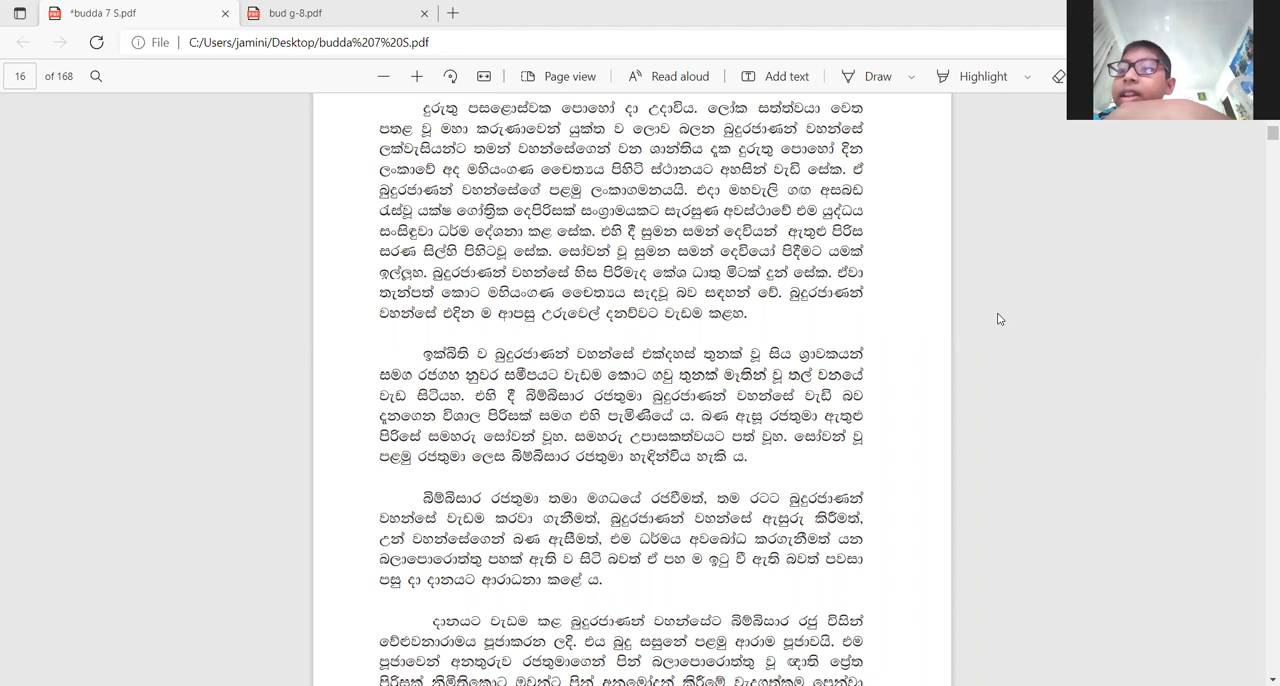 *budda 7 S.pdf
bud g-8.pdf
File
C:/Users/jamini/Desktop/budda%207%20S.pdf
16 of 168
Page view
Read aloud
Add text
Draw
Highlight
දුරුතු පසළොස්වක පොහෝ දා උදාවිය. ලෝක සත්ත්වයා වෙත
පතළ වූ මහා කරුණාවෙන් යුක්ත ව ලොව බලන බුදුරජාණන් වහන්සේ
ලක්වැසියන්ට තමන් වහන්සේගෙන් වන ශාන්තිය දැක දුරුතු පොහෝ දින
ලංකාවේ අද මහියංගණ චෛත්‍යය පිහිටි ස්ථානයට අහසින් වැඩි සේක. ඒ
බුදුරජාණන් වහන්සේගේ පළමු ලංකාගමනයයි. එදා මහවැලි ගඟ අසබඩ
රැස්වූ යක්ෂ ගෝත්‍රික දෙපිරිසක් සංග්‍රාමයකට සැරසුණ අවස්ථාවේ එම යුද්ධය
සංසිඳුවා ධර්ම දේශනා කළ සේක. එහි දී සුමන සමන් දෙවියන් ඇතුළු පිරිස
සරණ සිල්හි පිහිටවූ සේක. සෝවන් වූ සුමන සමන් දෙවියෝ පිදීමට යමක්
ඉල්ලූහ. බුදුරජාණන් වහන්සේ හිස පිරිමැද කේශ ධාතු මිටක් දුන් සේක. ඒවා
තැන්පත් කොට මහියංගණ චෛත්‍යය සැදවූ බව සඳහන් වේ. බුදුරජාණන්
වහන්සේ එදින ම ආපසු උරුවෙල් දනව්වට වැඩම කළහ.
ඉක්බිති ව බුදුරජාණන් වහන්සේ එක්දහස් තුනක් වූ සිය ශ්‍රාවකයන්
සමග රජගහ නුවර සමීපයට වැඩම කොට ගවු තුනක් මෑතින් වූ තල් වනයේ
වැඩ සිටියහ. එහි දී බිම්බිසාර රජතුමා බුදුරජාණන් වහන්සේ වැඩි බව
දැනගෙන විශාල පිරිසක් සමග එහි පැමිණියේ ය. බණ ඇසූ රජතුමා ඇතුළු
පිරිසේ සමහරු සෝවන් වූහ. සමහරු උපාසකත්වයට පත් වූහ. සෝවන් වූ
පළමු රජතුමා ලෙස බිම්බිසාර රජතුමා හැඳින්විය හැකි ය.
බිම්බිසාර රජතුමා තමා මගධයේ රජවීමත්, තම රටට බුදුරජාණන්
වහන්සේ වැඩම කරවා ගැනීමත්, බුදුරජාණන් වහන්සේ ඇසුරු කිරීමත්,
උන් වහන්සේගෙන් බණ ඇසීමත්, එම ධර්මය අවබෝධ කරගැනීමත් යන
බලාපොරොත්තු පහක් ඇති ව සිටි බවත් ඒ පහ ම ඉටු වී ඇති බවත් පවසා
පසු දා දානයට ආරාධනා කළේ ය.
දානයට වැඩම කළ බුදුරජාණන් වහන්සේට බිම්බිසාර රජු විසින්
වේළුවනාරාමය පූජාකරන ලදි. එය බුදු සසුනේ පළමු ආරාම පූජාවයි. එම
පූජාවෙන් අනතුරුව රජතුමාගෙන් පින් බලාපොරොත්තු වූ ඥාති ප්‍රේත
පිරිසක් නිමිතිකොට ඔවුන්ට පින් අනුමෝදන් කිරීමේ වැදගත්කම පෙන්වා